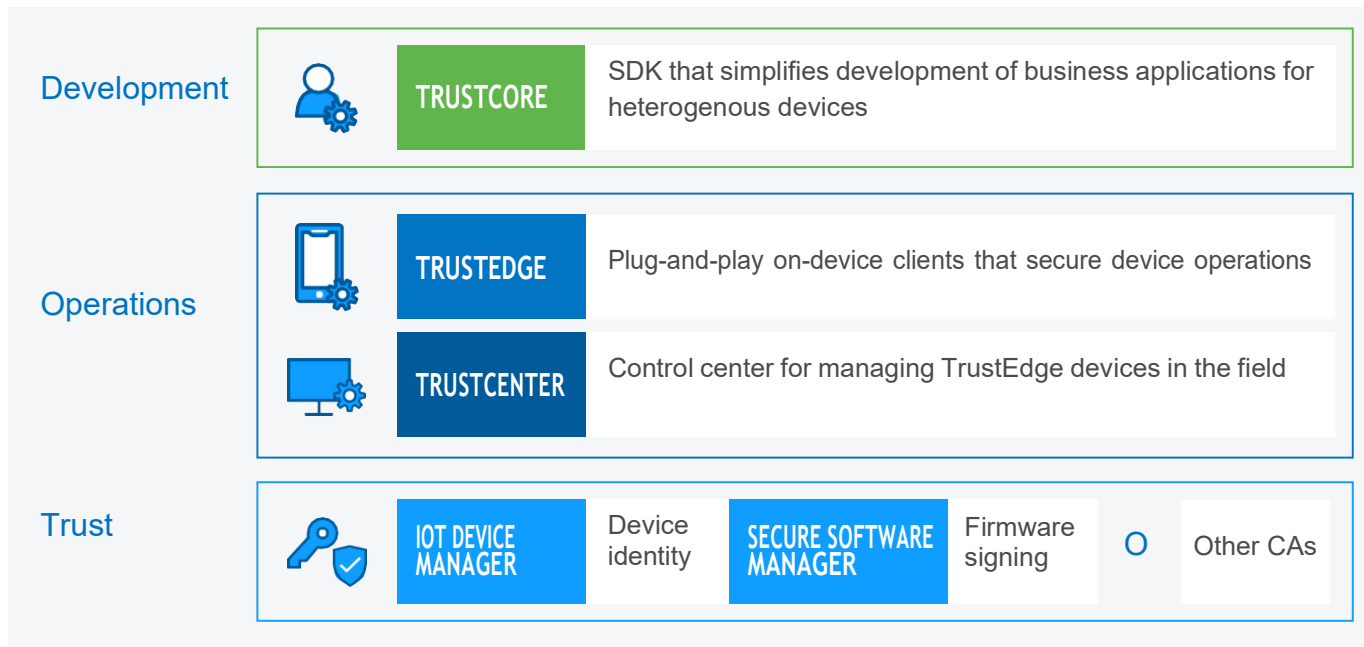 Development
TRUSTCORE
SDK that simplifies development of business applications for
heterogenous devices
Operations
TRUSTEDGE
Plug-and-play on-device clients that secure device operations
TRUSTCENTER
Control center for managing TrustEdge devices in the field
Trust
IOT DEVICE
MANAGER
Device
identity
SECURE SOFTWARE
MANAGER
Firmware
signing
O
Other CAs